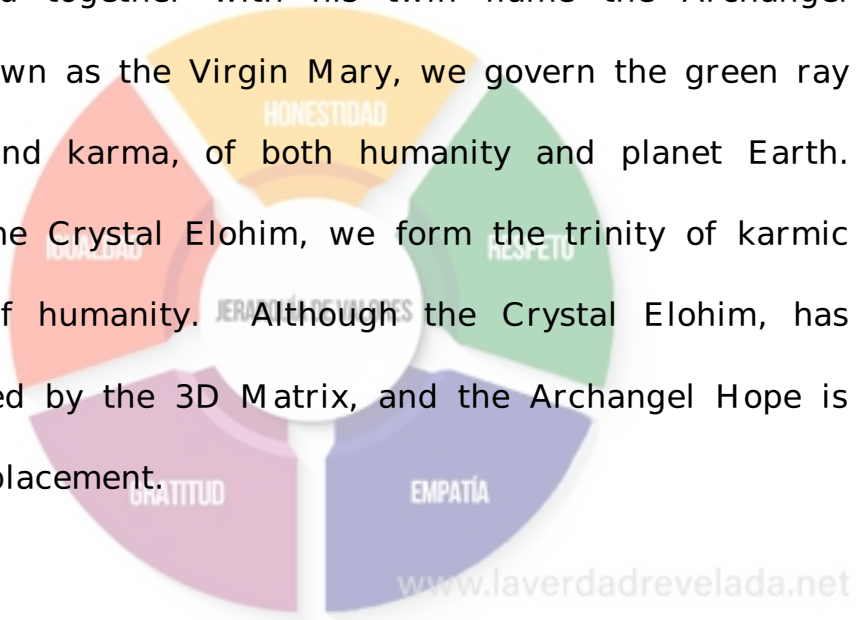 together with his twin the Archangel
wn as the Virgin Mary, we govern the green ray
HONESTIDAD
nd karma, of both humanity and planet Earth.
ne Crystal Elohim, we form the trinity of karmic
IGUALDAD
RESPETO
f humanity. Although the Crystal Elohim, has
JERARQUÍA DE VALORES
ed by the 3D Matrix, and the Archangel Hope is
placement.
GRATITUD
EMPATÍA
www.laverdadrevelada.net